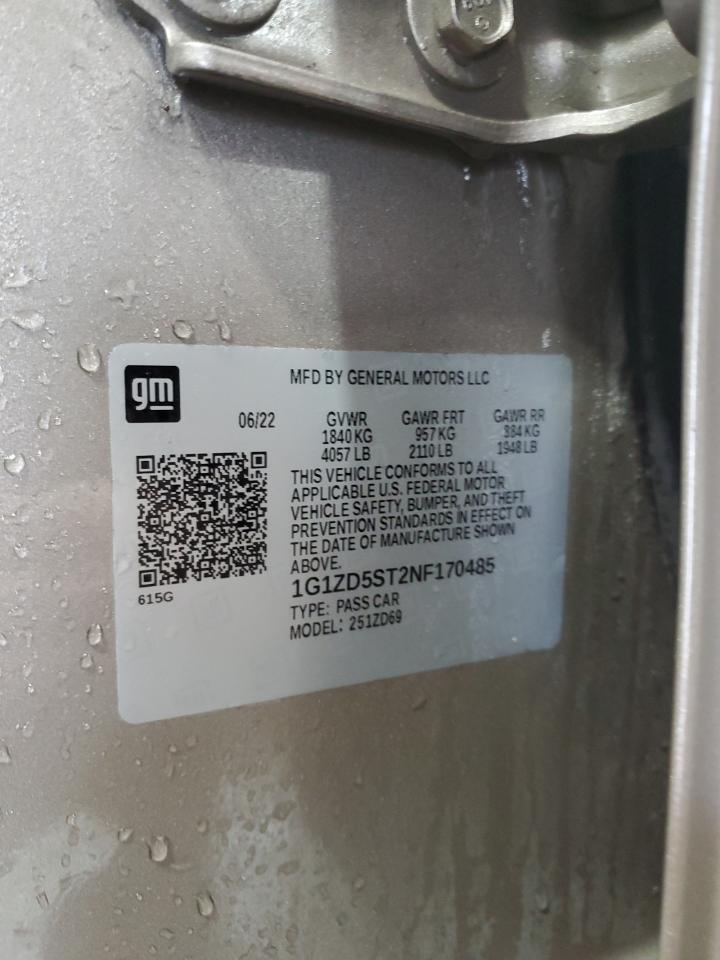 gm
MFD BY GENERAL MOTORS LLC
06/22 GVWR GAWR FRT GAWR RR
1840 KG 957 KG 384 KG
4057 LB 2110 LB 1948 LB
THIS VEHICLE CONFORMS TO ALL
APPLICABLE U.S. FEDERAL MOTOR
VEHICLE SAFETY, BUMPER, AND THEFT
PREVENTION STANDARDS IN EFFECT ON
THE DATE OF MANUFACTURE SHOWN
ABOVE.
1G1ZD5ST2NF170485
TYPE: PASS CAR
MODEL: 251ZD69
615G